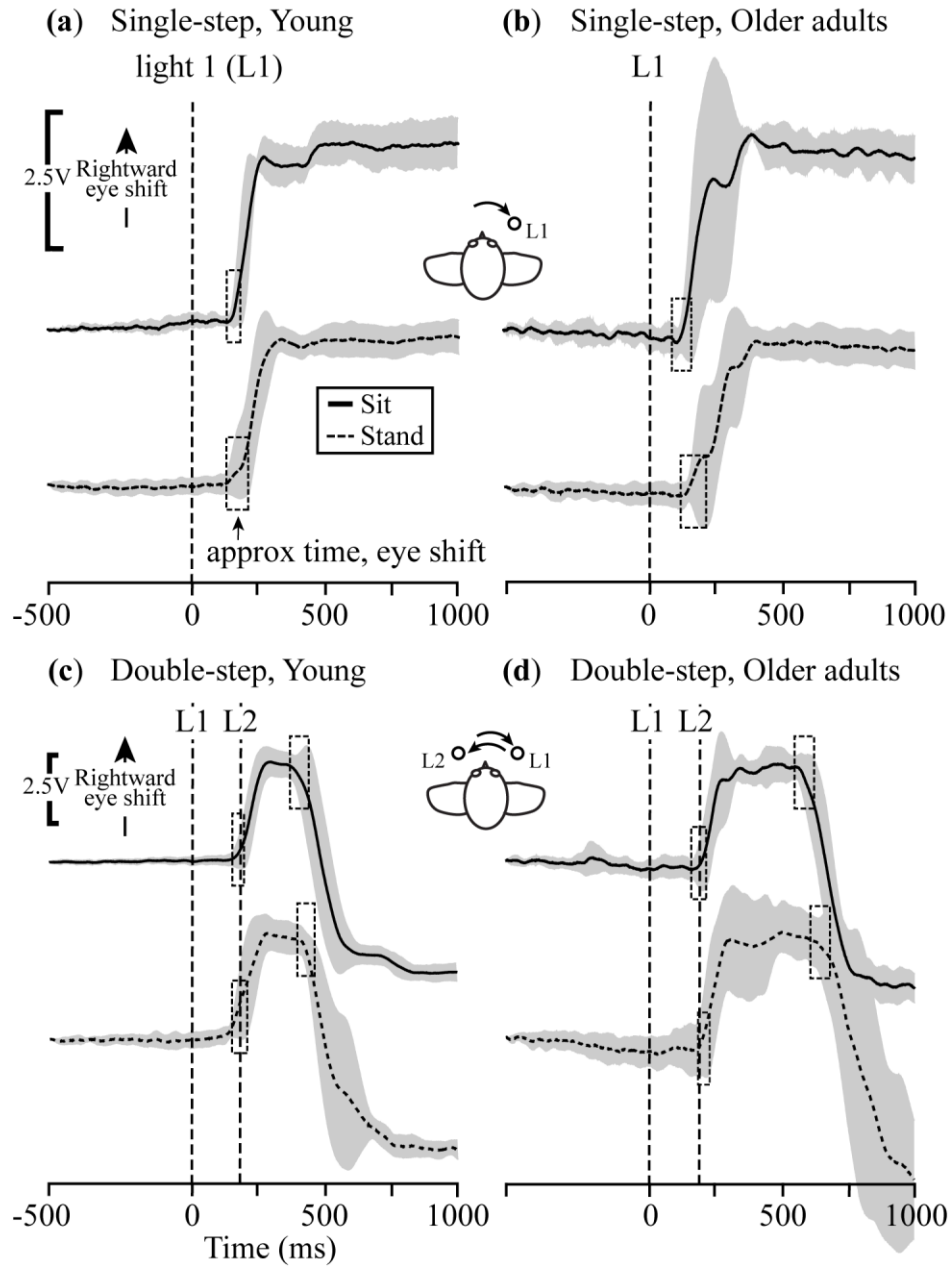 (a) Single-step, Young
light 1 (L1)
2.5V
Rightward
eye shift
L1
Sit
Stand
approx time, eye shift
-500 0 500 1000
(b) Single-step, Older adults
L1
0 500 1000
(c) Double-step, Young
L1 L2
2.5V
Rightward
eye shift
L2 L1
-500 0 500 1000
Time (ms)
(d) Double-step, Older adults
L1 L2
0 500 1000